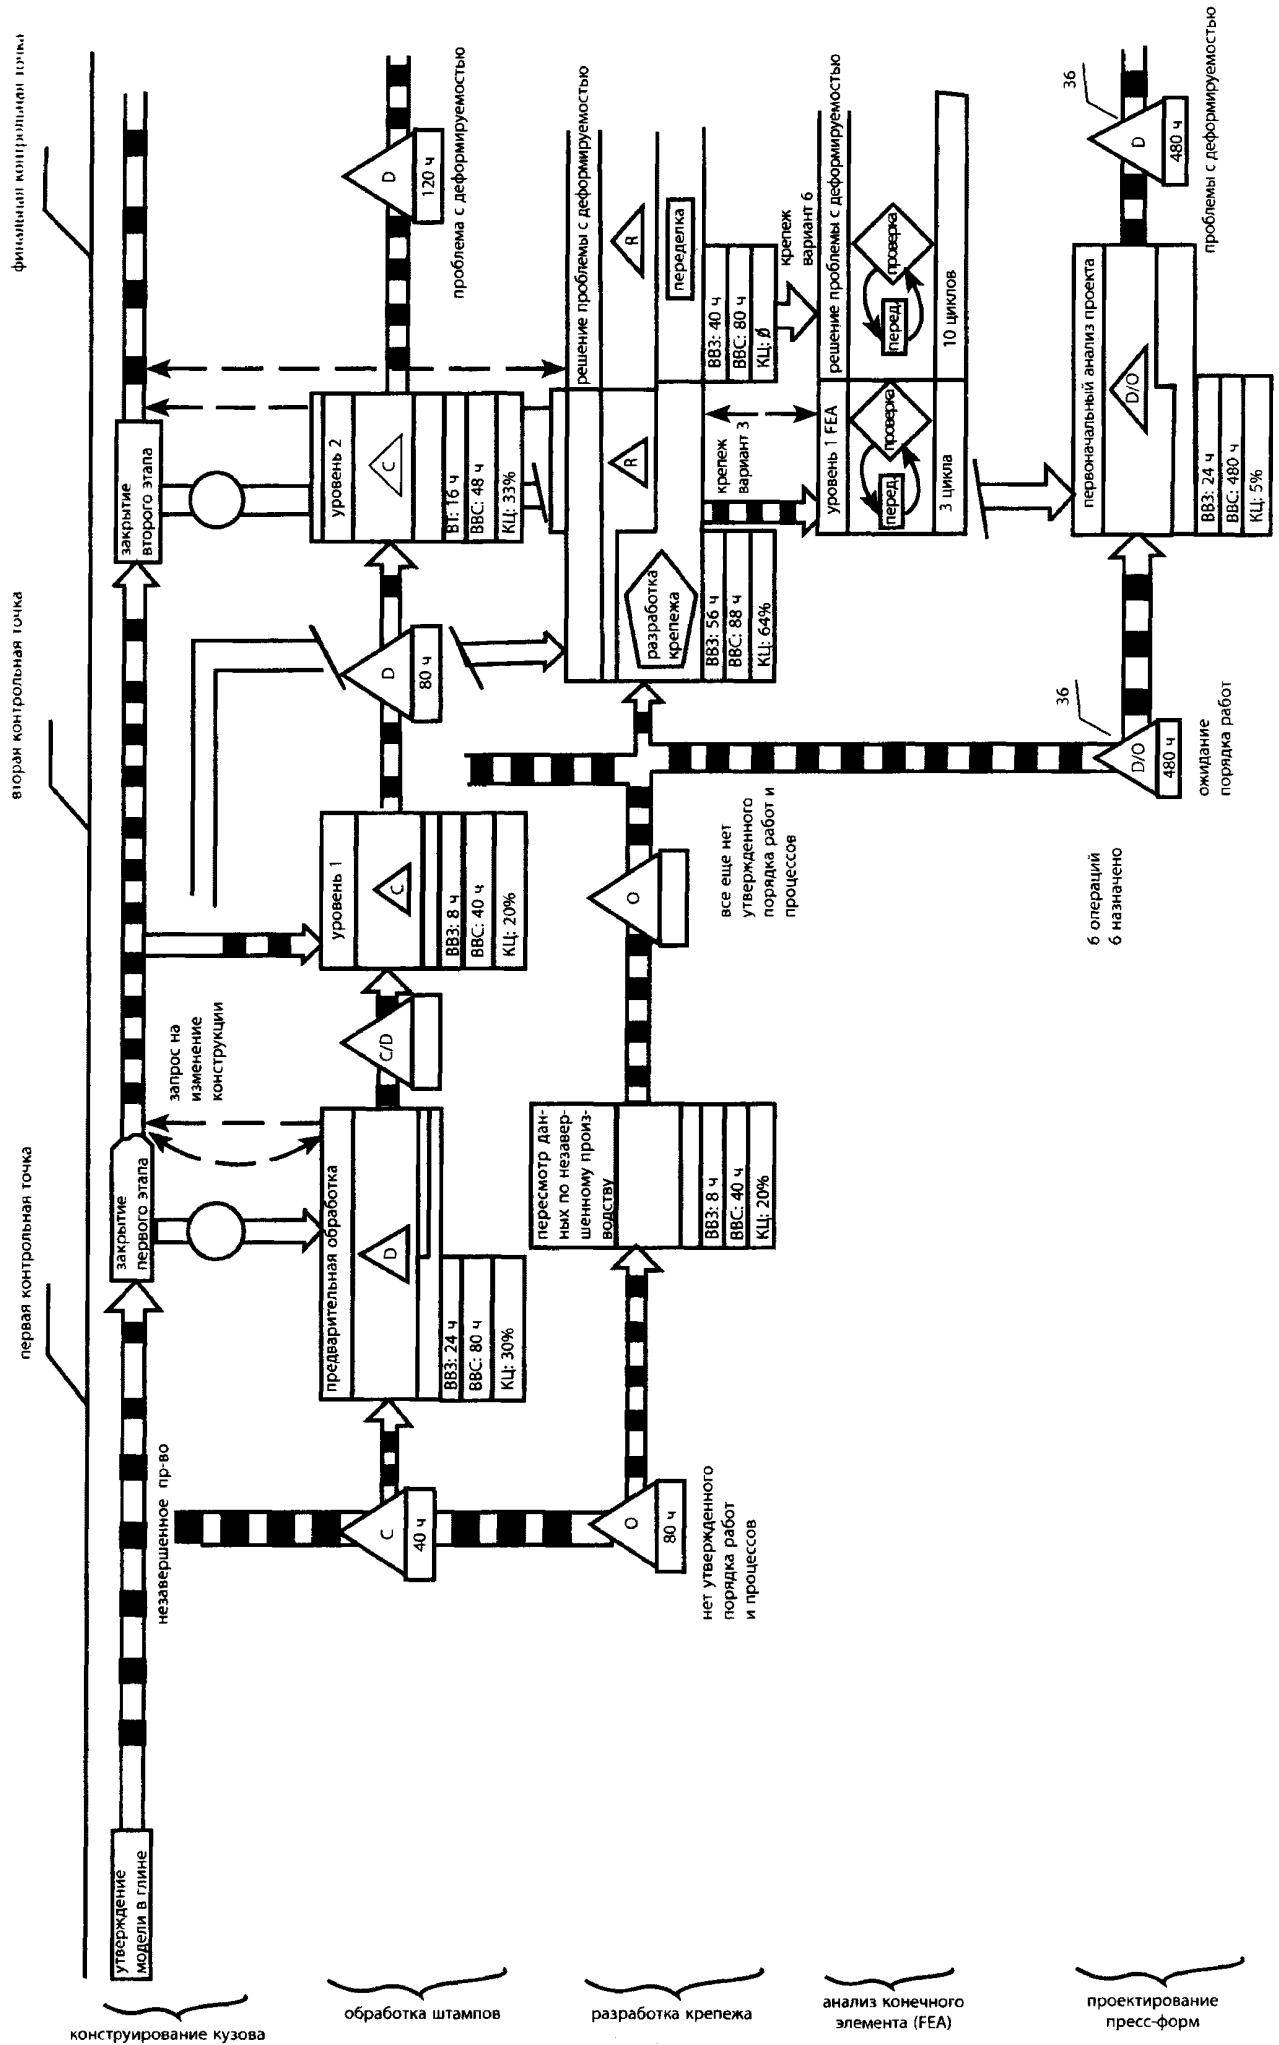 первая контрольная точка
вторая контрольная точка
финальная контрольная точка
конструирование кузова
утверждение
модели в глине
незавершенное пр-во
закрытие
первого этапа
запрос на
изменение
конструкции
закрытие
второго этапа
обработка штампов
C
40 ч
предварительная обработка
D
ВВЗ: 24 ч
ВВС: 80 ч
КЦ: 30%
C/D
уровень 1
C
ВВЗ: 8 ч
ВВС: 40 ч
КЦ: 20%
D
80 ч
уровень 2
C
ВТ: 16 ч
ВВС: 48 ч
КЦ: 33%
D
120 ч
проблема с деформируемостью
разработка крепежа
O
80 ч
нет утвержденного
порядка работ
и процессов
пересмотр дан-
ных по незавер-
шенному произ-
водству
ВВЗ: 8 ч
ВВС: 40 ч
КЦ: 20%
O
все еще нет
утвержденного
порядка работ и
процессов
разработка
крепежа
R
ВВЗ: 56 ч
ВВС: 88 ч
КЦ: 64%
решение проблемы с деформируемостью
R
переделка
ВВЗ: 40 ч
ВВС: 80 ч
КЦ: Ø
крепеж
вариант 3
крепеж
вариант 6
анализ конечного
элемента (FEA)
уровень 1 FEA
перед.
проверка
3 цикла
решение проблемы с деформируемостью
перед.
проверка
10 циклов
проектирование
пресс-форм
6 операций
6 назначено
36
D/O
480 ч
ожидание
порядка работ
первоначальный анализ проекта
D/O
ВВЗ: 24 ч
ВВС: 480 ч
КЦ: 5%
36
D
480 ч
проблемы с деформируемостью